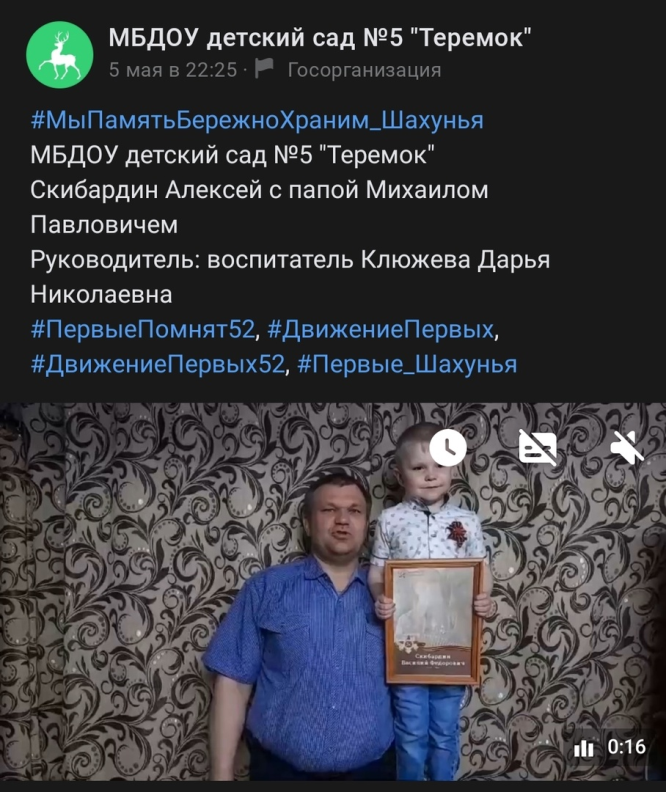 МБДОУ детский сад №5 "Теремок"
5 мая в 22:25 · Госорганизация
#МыПамятьБережноХраним_Шахунья
МБДОУ детский сад №5 "Теремок"
Скибардин Алексей с папой Михаилом
Павловичем
Руководитель: воспитатель Клюжева Дарья
Николаевна
#ПервыеПомнят52, #ДвижениеПервых,
#ДвижениеПервых52, #Первые_Шахунья
Скибардин
Василий Федорович
0:16